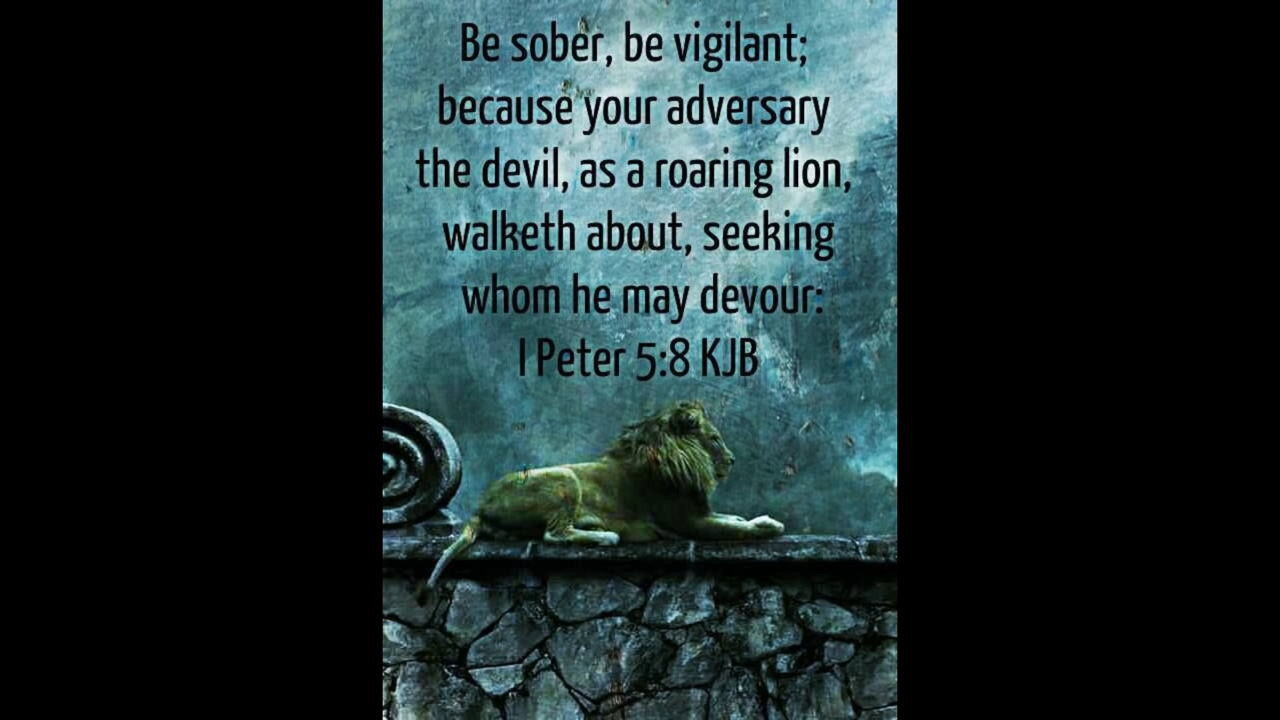 Be sober, be vigilant;
because your adversary
the devil, as a roaring lion,
walketh about, seeking
whom he may devour:
I Peter 5:8 KJB